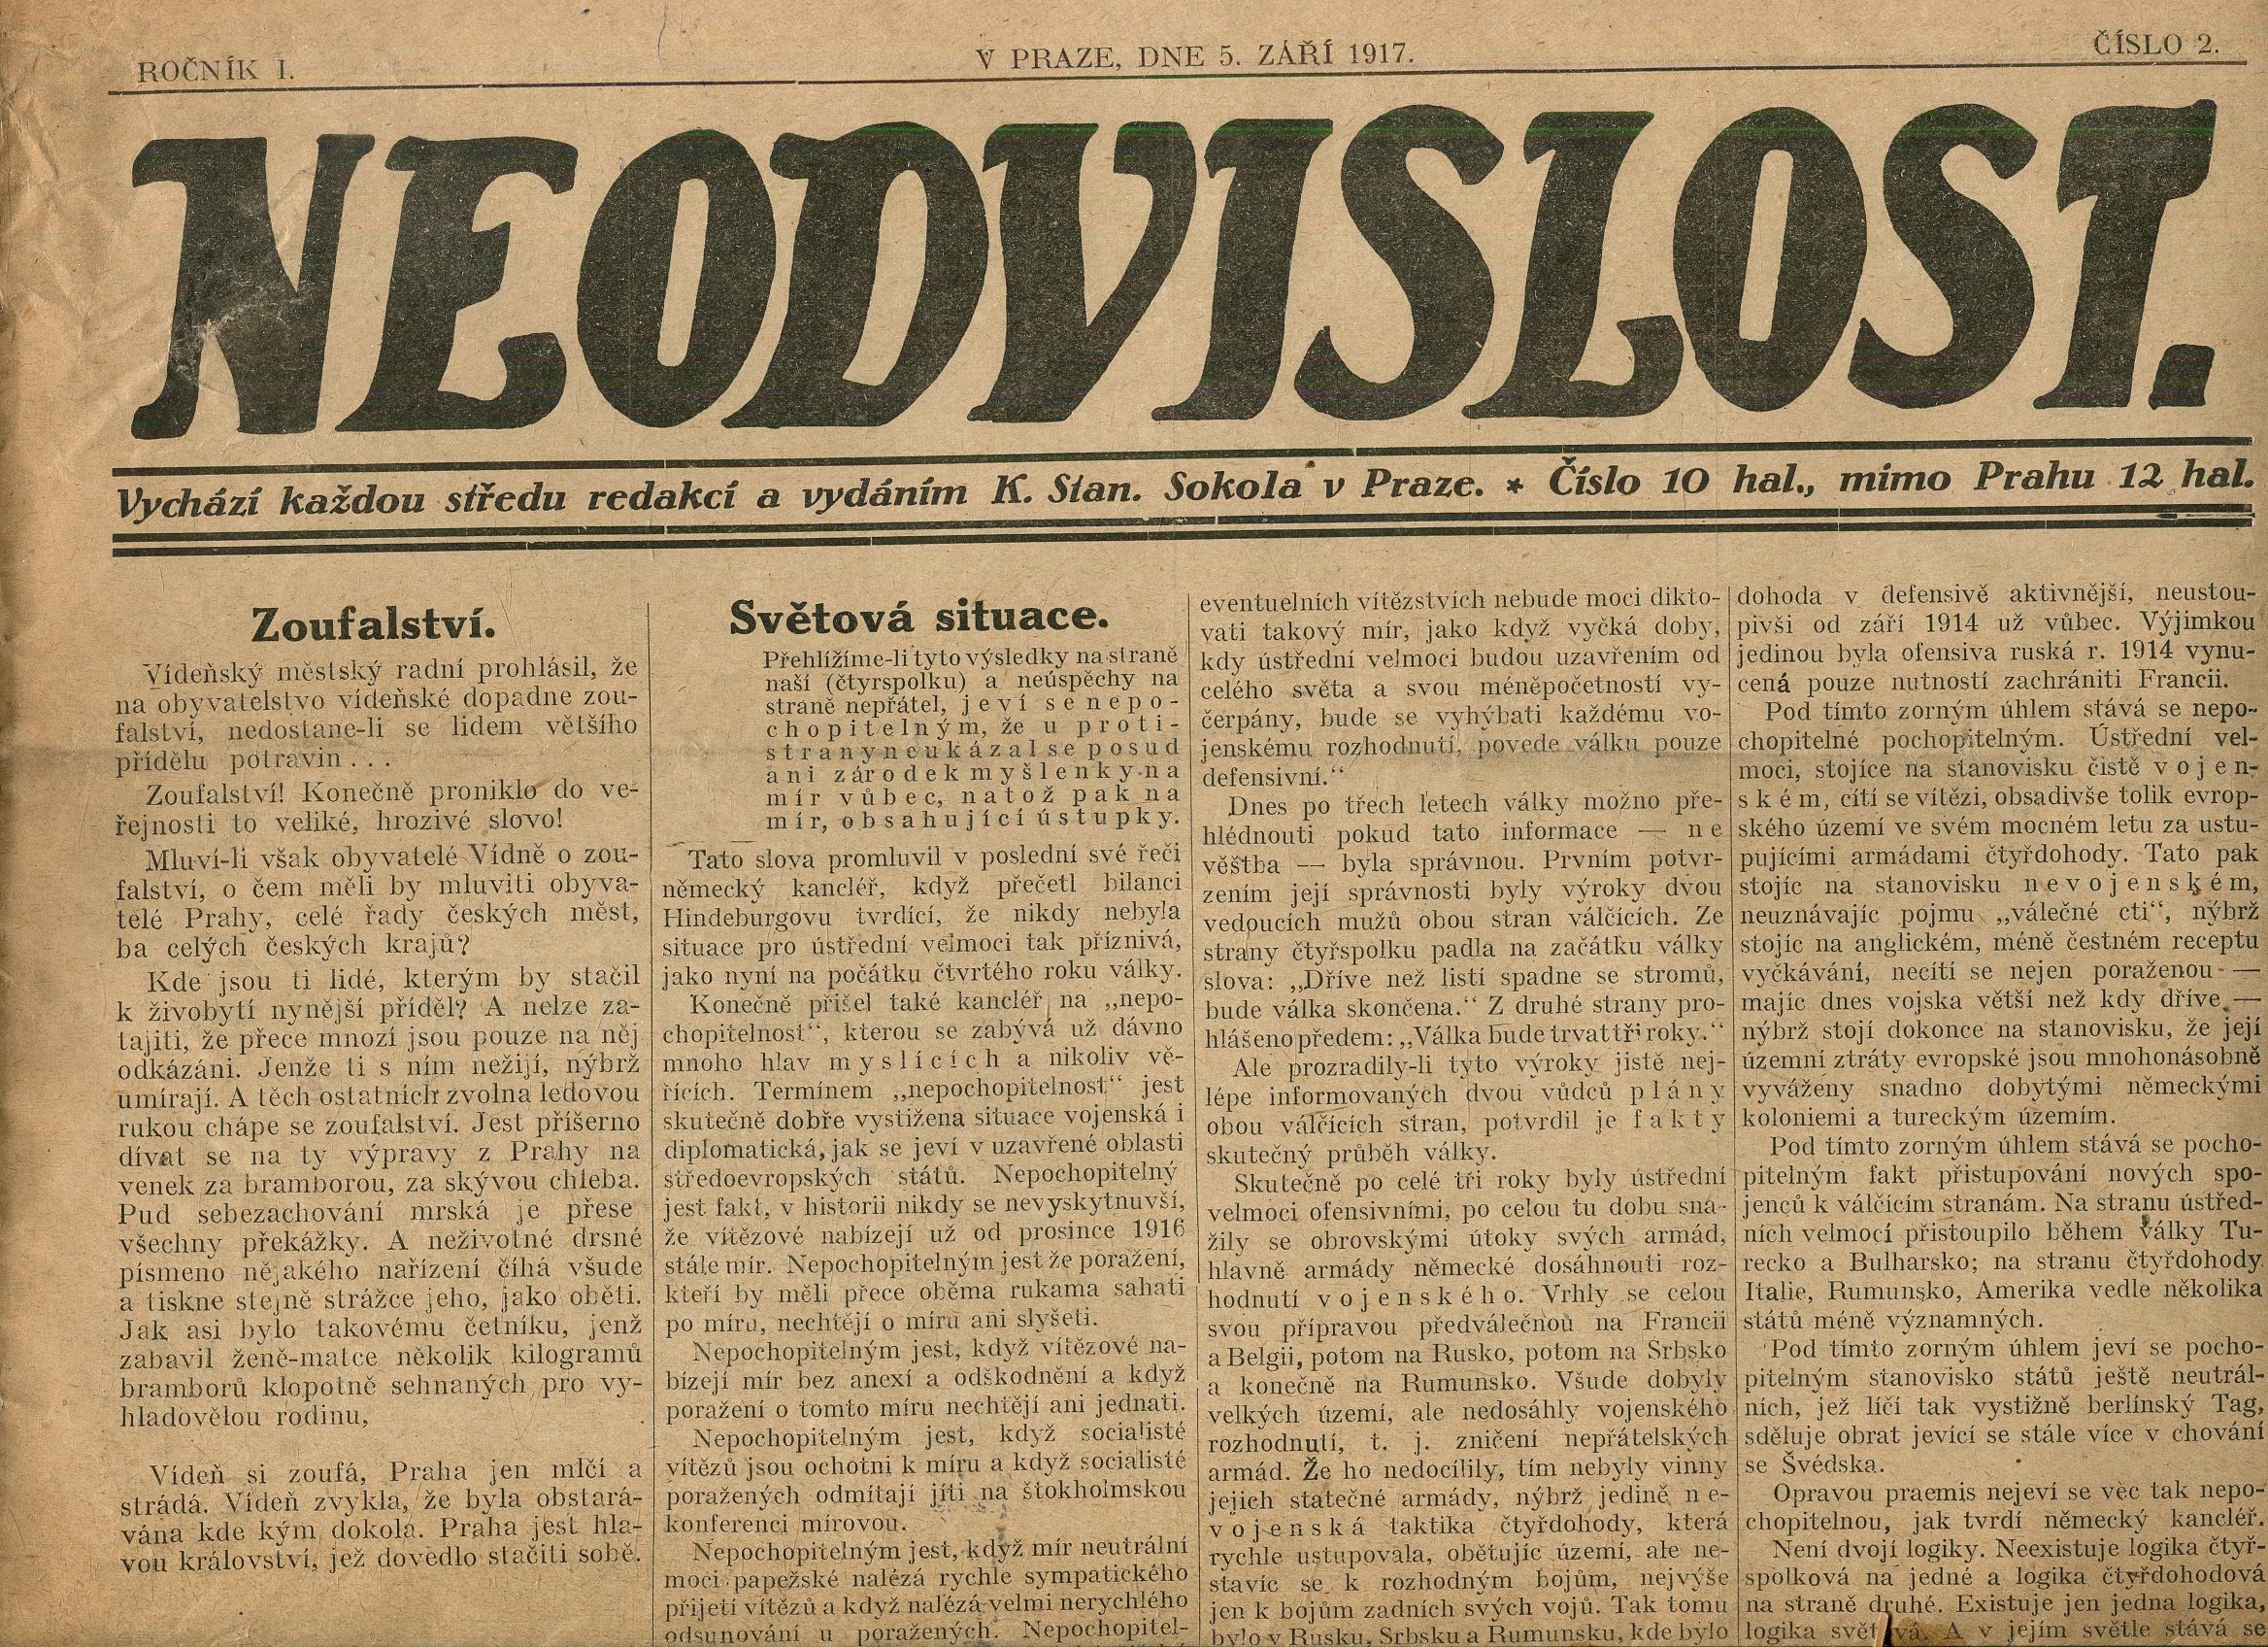 ROČNÍK I.
V PRAZE, DNE 5. ZÁŘÍ 1917.
ČÍSLO 2.
NEODVISLOST.
Vychází každou středu redakcí a vydáním K. Stan. Sokola v Praze. * Číslo 10 hal., mimo Prahu 12 hal.
Zoufalství.
Vídeňský městský radní prohlásil, že
na obyvatelstvo vídeňské dopadne zou-
falství, nedostane-li se lidem většího
přídělu potravin . . .
Zoufalství! Konečně proniklo do ve-
řejnosti to veliké, hrozivé slovo!
Mluví-li však obyvatelé Vídně o zou-
falství, o čem měli by mluviti obyva-
telé Prahy, celé řady českých měst,
ba celých českých krajů?
Kde jsou ti lidé, kterým by stačil
k živobytí nynější příděl? A nelze za-
tajiti, že přece mnozí jsou pouze na něj
odkázáni. Jenže ti s ním nežijí, nýbrž
umírají. A těch ostatních zvolna ledovou
rukou chápe se zoufalství. Jest příšerno
dívat se na ty výpravy z Prahy na
venek za bramborou, za skývou chleba.
Pud sebezachování mrská je přese
všechny překážky. A neživotné drsné
písmeno nějakého nařízení číhá všude
a tiskne stejně strážce jeho, jako oběti.
Jak asi bylo takovému četníku, jenž
zabavil ženě-matce několik kilogramů
bramborů klopotně sehnaných pro vy-
hladovělou rodinu,
Vídeň si zoufá, Praha jen mlčí a
strádá. Vídeň zvykla, že byla obstará-
vána kde kým dokola. Praha jest hla-
vou království, jež dovedlo stačiti sobě.
Světová situace.
Přehlížíme-li tyto výsledky na straně
naší (čtyrspolku) a neúspěchy na
straně nepřátel, jeví se nepo-
chopitelným, že u proti-
strany neukázal se posud
ani zárodek myšlenky na
mír vůbec, natož pak na
mír, obsahující ústupky.
Tato slova promluvil v poslední své řeči
německý kancléř, když přečetl bilanci
Hindeburgovu tvrdící, že nikdy nebyla
situace pro ústřední velmoci tak příznivá,
jako nyní na počátku čtvrtého roku války.
Konečně přišel také kancléř na „nepo-
chopitelnost“, kterou se zabývá už dávno
mnoho hlav myslících a nikoliv vě-
řících. Termínem „nepochopitelnost“ jest
skutečně dobře vystižena situace vojenská i
diplomatická, jak se jeví v uzavřené oblasti
středoevropských států. Nepochopitelný
jest fakt, v historii nikdy se nevyskytnuvší,
že vítězové nabízejí už od prosince 1916
stále mír. Nepochopitelným jest že poražení,
kteří by měli přece oběma rukama sahati
po míru, nechtějí o míru ani slyšeti.
Nepochopitelným jest, když vítězové na-
bízejí mír bez anexí a odškodnění a když
poražení o tomto míru nechtějí ani jednati.
Nepochopitelným jest, když socialisté
vítězů jsou ochotni k míru a když socialisté
poražených odmítají jíti na štokholmskou
konferenci mírovou.
Nepochopitelným jest, když mír neutrální
moci papežské nalézá rychle sympatického
přijetí vítězů a když nalézá velmi nerychlého
odsunování u poražených. Nepochopitel-
eventuelních vítězstvích nebude moci dikto-
vati takový mír, jako když vyčká doby,
kdy ústřední velmoci budou uzavřením od
celého světa a svou méněpočetností vy-
čerpány, bude se vyhýbati každému vo-
jenskému rozhodnutí, povede válku pouze
defensivní.“
Dnes po třech letech války možno pře-
hlédnouti pokud tato informace — ne
věštba — byla správnou. Prvním potvr-
zením její správnosti byly výroky dvou
vedoucích mužů obou stran válčících. Ze
strany čtyřspolku padla na začátku války
slova: „Dříve než listí spadne se stromů,
bude válka skončena.“ Z druhé strany pro-
hlášeno předem: „Válka bude trvat tři roky.“
Ale prozradily-li tyto výroky jistě nej-
lépe informovaných dvou vůdců plány
obou válčících stran, potvrdil je fakty
skutečný průběh války.
Skutečně po celé tři roky byly ústřední
velmoci ofensivními, po celou tu dobu sna-
žily se obrovskými útoky svých armád,
hlavně armády německé dosáhnouti roz-
hodnutí vojenského. Vrhly se celou
svou přípravou předválečnou na Francii
a Belgii, potom na Rusko, potom na Srbsko
a konečně na Rumunsko. Všude dobyly
velkých území, ale nedosáhly vojenského
rozhodnutí, t. j. zničení nepřátelských
armád. Že ho nedocílily, tím nebyly vinny
jejich statečné armády, nýbrž jedině ne-
vojenská taktika čtyřdohody, která
rychle ustupovala, obětujíc území, ale ne-
stavíc se k rozhodným bojům, nejvýše
jen k bojům zadních svých vojů. Tak tomu
bylo v Rusku, Srbsku a Rumunsku, kde bylo
dohoda v defensivě aktivnější, neustou-
pivši od září 1914 už vůbec. Výjimkou
jedinou byla ofensiva ruská r. 1914 vynu-
cená pouze nutností zachrániti Francii.
Pod tímto zorným úhlem stává se nepo-
chopitelné pochopitelným. Ústřední vel-
moci, stojíce na stanovisku čistě vojen-
ském, cítí se vítězi, obsadivše tolik evrop-
ského území ve svém mocném letu za ustu-
pujícími armádami čtyřdohody. Tato pak
stojíc na stanovisku nevojenském,
neuznávajíc pojmu „válečné cti“, nýbrž
stojíc na anglickém, méně čestném receptu
vyčkávání, necítí se nejen poraženou —
majíc dnes vojska větší než kdy dříve —
nýbrž stojí dokonce na stanovisku, že její
územní ztráty evropské jsou mnohonásobně
vyváženy snadno dobytými německými
koloniemi a tureckým územím.
Pod tímto zorným úhlem stává se pocho-
pitelným fakt přistupování nových spo-
jenců k válčícím stranám. Na stranu ústřed-
ních velmocí přistoupilo během války Tu-
recko a Bulharsko; na stranu čtyřdohody
Italie, Rumunsko, Amerika vedle několika
států méně významných.
Pod tímto zorným úhlem jeví se pocho-
pitelným stanovisko států ještě neutrál-
ních, jež líčí tak vystižně berlínský Tag,
sděluje obrat jevící se stále více v chování
se Švédska.
Opravou praemis nejeví se věc tak nepo-
chopitelnou, jak tvrdí německý kancléř.
Není dvojí logiky. Neexistuje logika čtyř-
spolková na jedné a logika čtyřdohodová
na straně druhé. Existuje jen jedna logika,
logika světová. A v jejím světle stává se